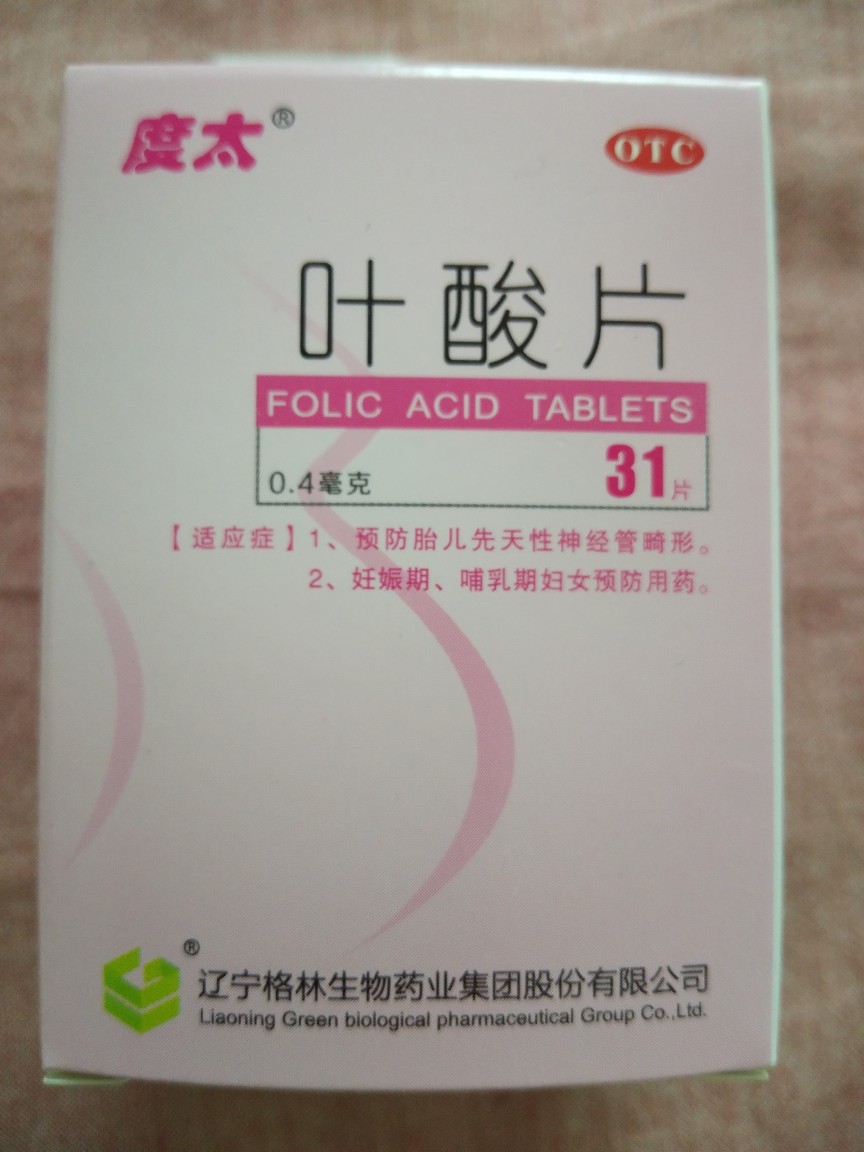 度太®
OTC
叶酸片
FOLIC ACID TABLETS
0.4毫克 31片
【适应症】1、预防胎儿先天性神经管畸形。
2、妊娠期、哺乳期妇女预防用药。
®
辽宁格林生物药业集团股份有限公司
Liaoning Green biological pharmaceutical Group Co.,Ltd.